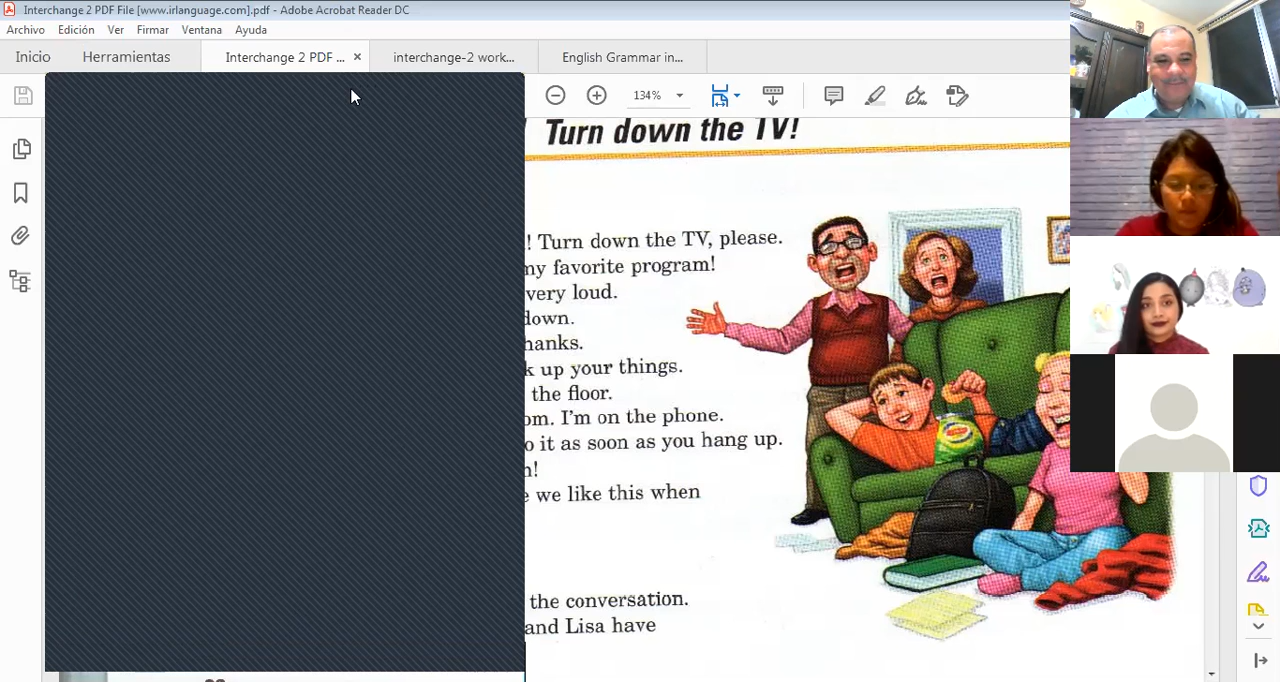 Interchange 2 PDF File [www.irlanguage.com].pdf - Adobe Acrobat Reader DC
Archivo Edición Ver Firmar Ventana Ayuda
Inicio Herramientas Interchange 2 PDF ... × interchange-2 work... English Grammar in...
134%
Turn down the TV!
! Turn down the TV, please.
my favorite program!
very loud.
down.
hanks.
k up your things.
the floor.
om. I'm on the phone.
o it as soon as you hang up.
n!
e we like this when
the conversation.
and Lisa have